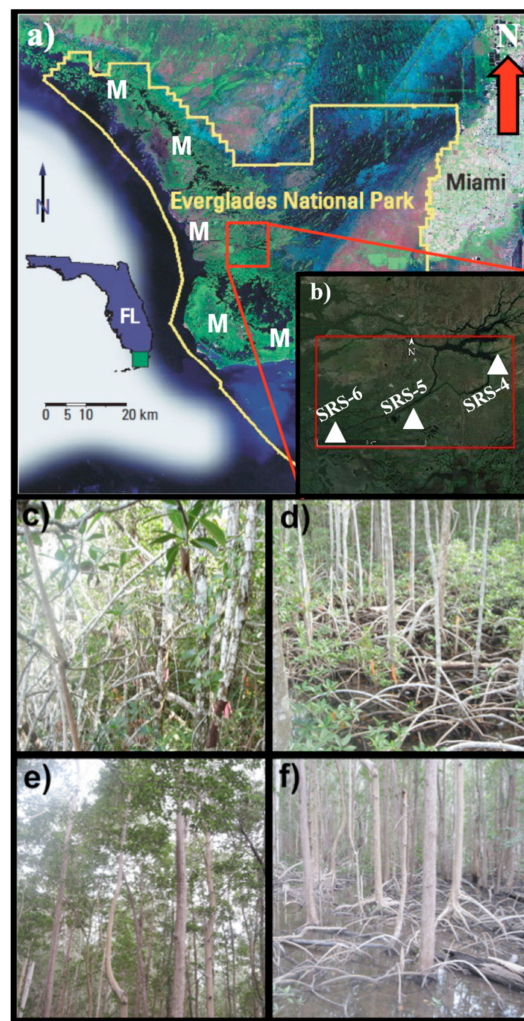 a)
N
M
M
Everglades National Park
Miami
M
N
b)
FL
M
M
N
SRS-6
SRS-5
SRS-4
0 5 10 20 km
c)
d)
e)
f)